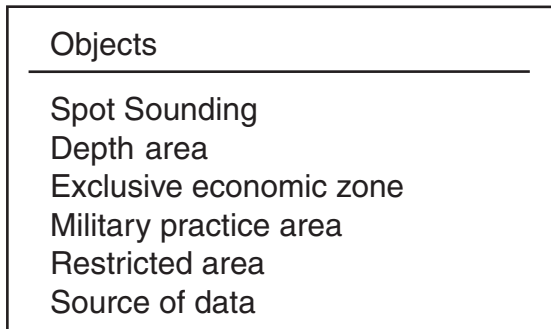 Objects
Spot Sounding
Depth area
Exclusive economic zone
Military practice area
Restricted area
Source of data